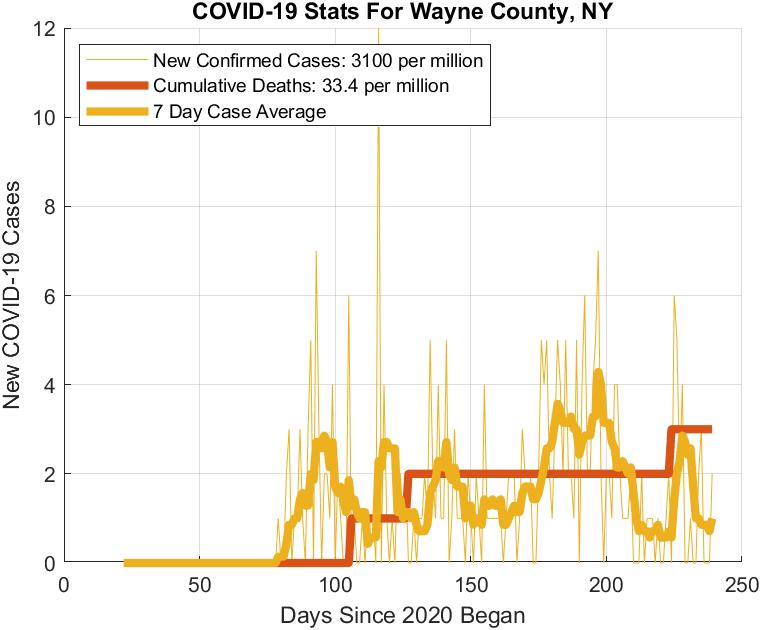 COVID-19 Stats For Wayne County, NY
12
New Confirmed Cases: 3100 per million
Cumulative Deaths: 33.4 per million
7 Day Case Average
10
8
6
4
2
0
New COVID-19 Cases
0 50 100 150 200 250
Days Since 2020 Began